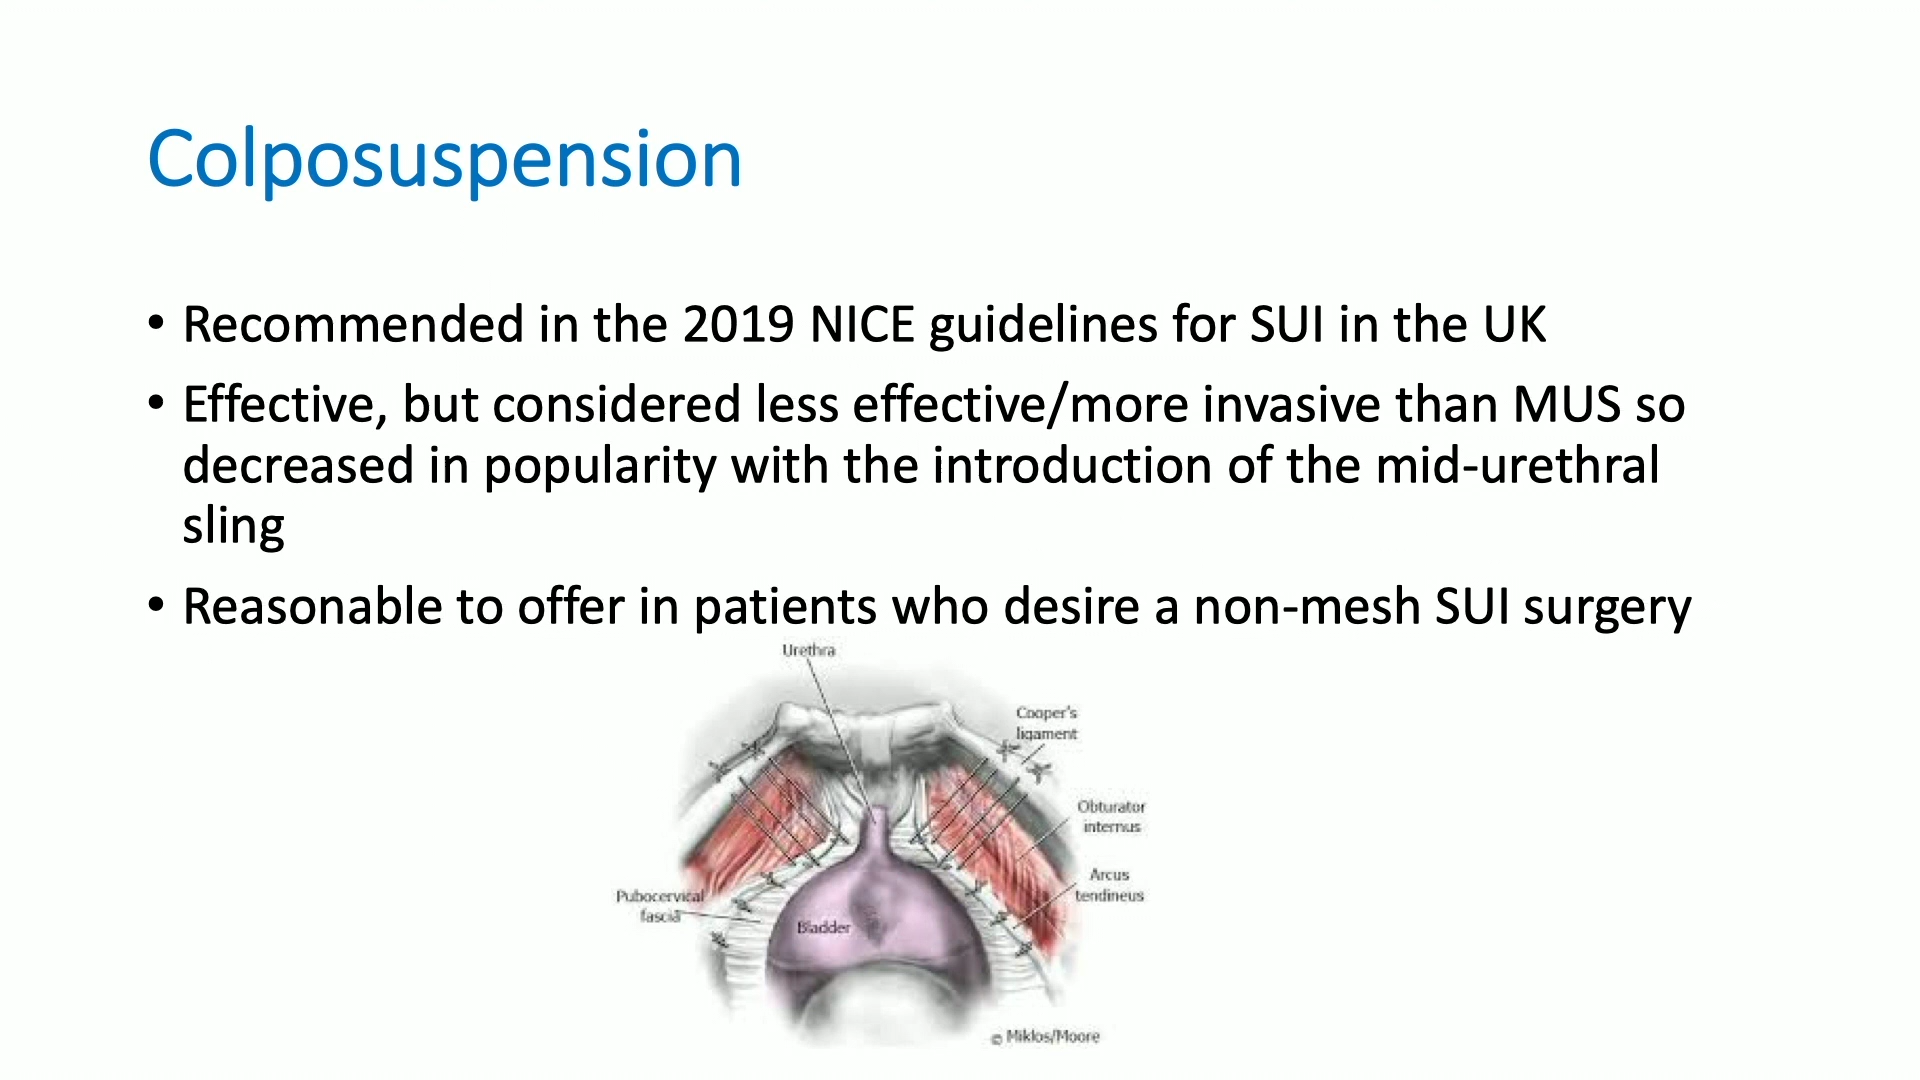 Colposuspension
• Recommended in the 2019 NICE guidelines for SUI in the UK
• Effective, but considered less effective/more invasive than MUS so
decreased in popularity with the introduction of the mid-urethral
sling
• Reasonable to offer in patients who desire a non-mesh SUI surgery
Urethra
Cooper's
ligament
Obturator
internus
Arcus
tendineus
Pubocervical
fascia
Bladder
© Miklos/Moore